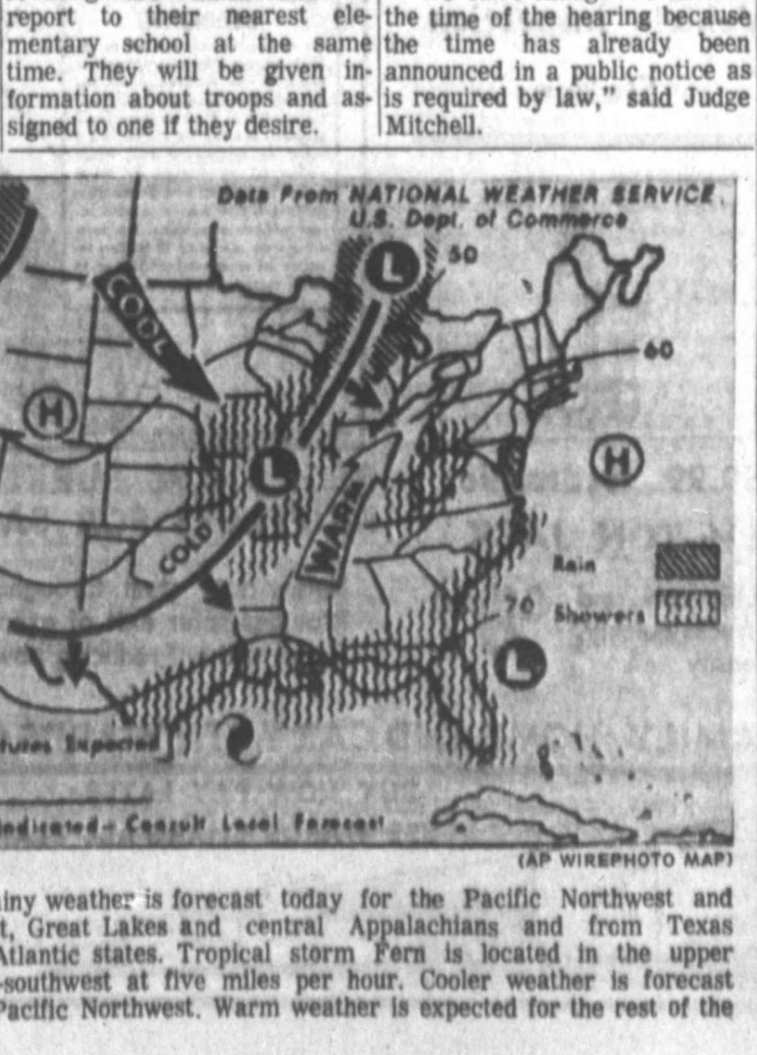 report to their nearest ele-
mentary school at the same
time. They will be given in-
formation about troops and as-
signed to one if they desire.
the time of the hearing because
the time has already been
announced in a public notice as
is required by law," said Judge
Mitchell.
Data From NATIONAL WEATHER SERVICE,
U.S. Dept. of Commerce
L
50
COOL
60
H
L
H
WARM
COLD
Rain
70
Showers
L
tures Expected
Indicated- Consult Local Forecast
(AP WIREPHOTO MAP)
iny weather is forecast today for the Pacific Northwest and
t, Great Lakes and central Appalachians and from Texas
Atlantic states. Tropical storm Fern is located in the upper
-southwest at five miles per hour. Cooler weather is forecast
Pacific Northwest. Warm weather is expected for the rest of the